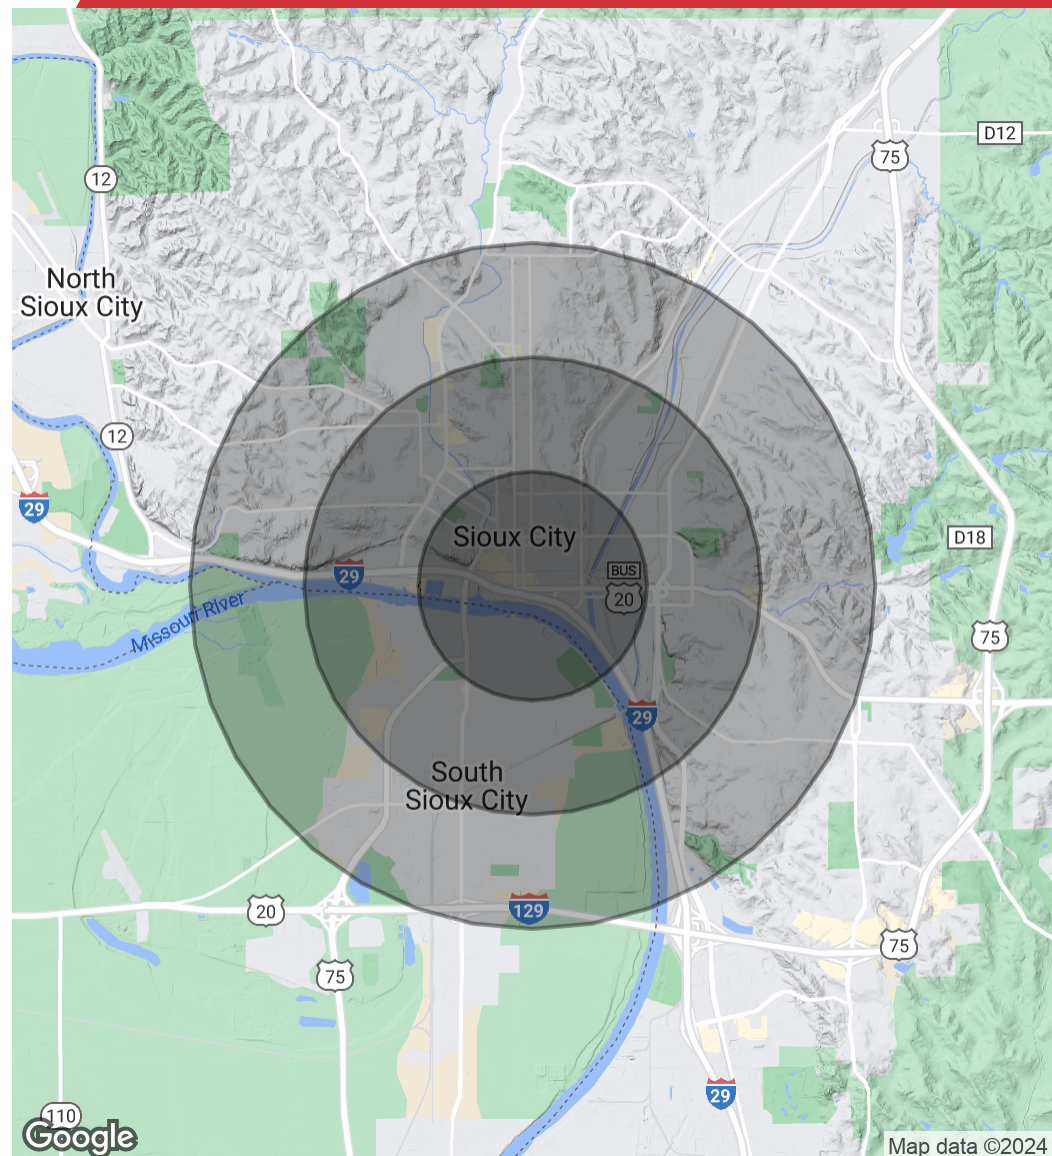 D12
75
12
North
Sioux City
12
29
Sioux City
D18
29
BUS
20
Missouri River
75
29
South
Sioux City
20
129
75
75
29
110
Google
Map data ©2024